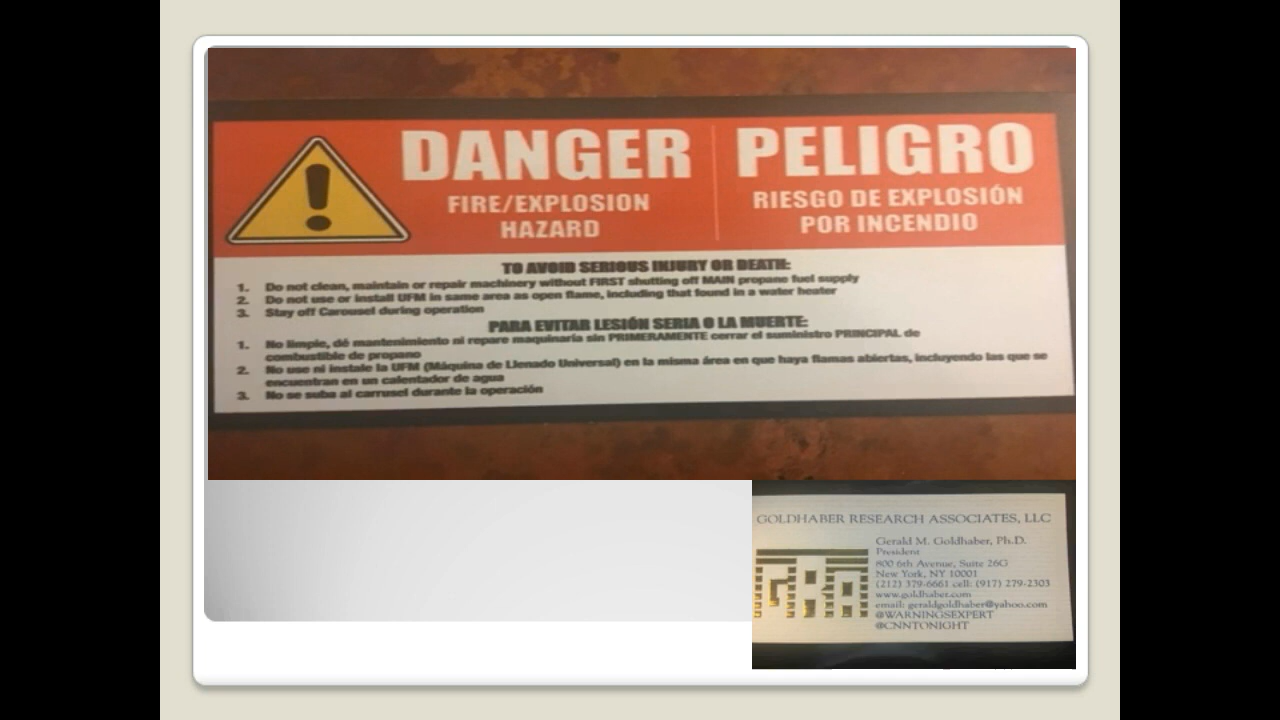 DANGER
FIRE/EXPLOSION
HAZARD
PELIGRO
RIESGO DE EXPLOSIÓN
POR INCENDIO
TO AVOID SERIOUS INJURY OR DEATH:
1. Do not clean, maintain or repair machinery without FIRST shutting off MAIN propane fuel supply
2. Do not use or install UFM in same area as open flame, including that found in a water heater
3. Stay off Carousel during operation
PARA EVITAR LESIÓN SERIA O LA MUERTE:
1. No limpie, dé mantenimiento ni repare maquinaria sin PRIMERAMENTE cerrar el suministro PRINCIPAL de
combustible de propano
2. No use ni instale la UFM (Máquina de Llenado Universal) en la misma área en que haya flamas abiertas, incluyendo las que se
encuentran en un calentador de agua
3. No se suba al carrusel durante la operación
GOLDHABER RESEARCH ASSOCIATES, LLC
GRA
Gerald M. Goldhaber, Ph.D.
President
800 6th Avenue, Suite 26G
New York, NY 10001
(212) 379-6661 cell: (917) 279-2303
www.goldhaber.com
email: geraldgoldhaber@yahoo.com
@WARNINGSEXPERT
@CNNTONIGHT